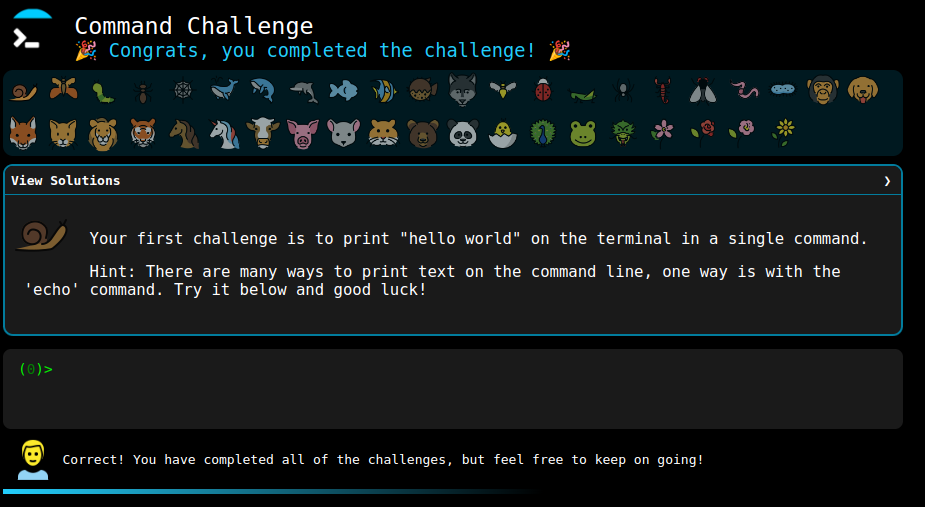 Command Challenge
🎉 Congrats, you completed the challenge! 🎉
View Solutions ❯
Your first challenge is to print "hello world" on the terminal in a single command.
Hint: There are many ways to print text on the command line, one way is with the
'echo' command. Try it below and good luck!
(0)>
Correct! You have completed all of the challenges, but feel free to keep on going!